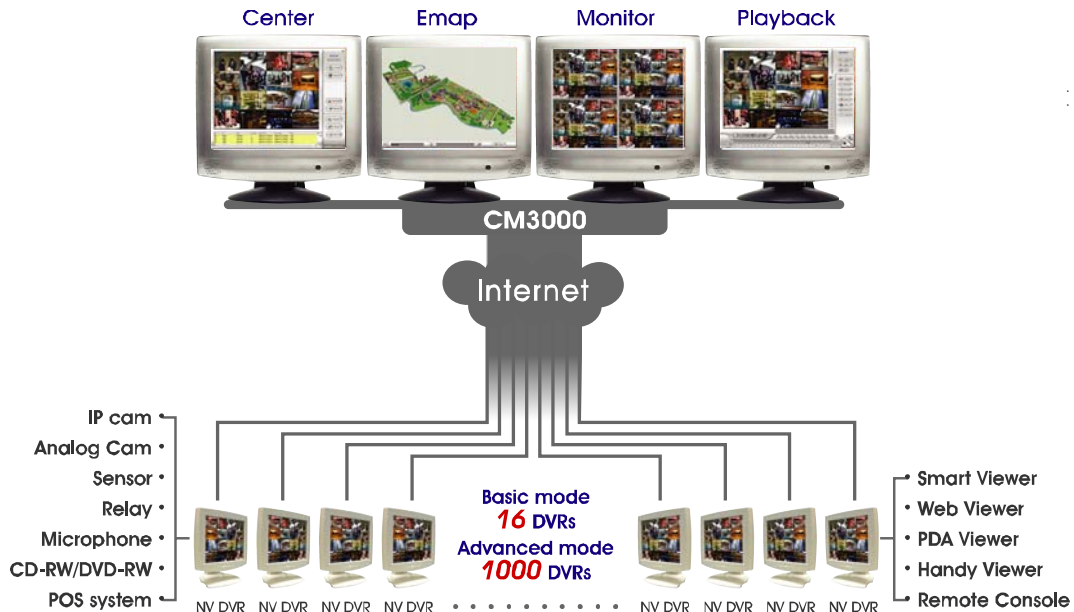 Center
Emap
Monitor
Playback
CM3000
Internet
IP cam
Analog Cam
Sensor
Relay
Microphone
CD-RW/DVD-RW
POS system
Basic mode
16 DVRs
Advanced mode
1000 DVRs
Smart Viewer
Web Viewer
PDA Viewer
Handy Viewer
Remote Console
NV DVR NV DVR NV DVR NV DVR . . . . . . . . . . . . NV DVR NV DVR NV DVR NV DVR